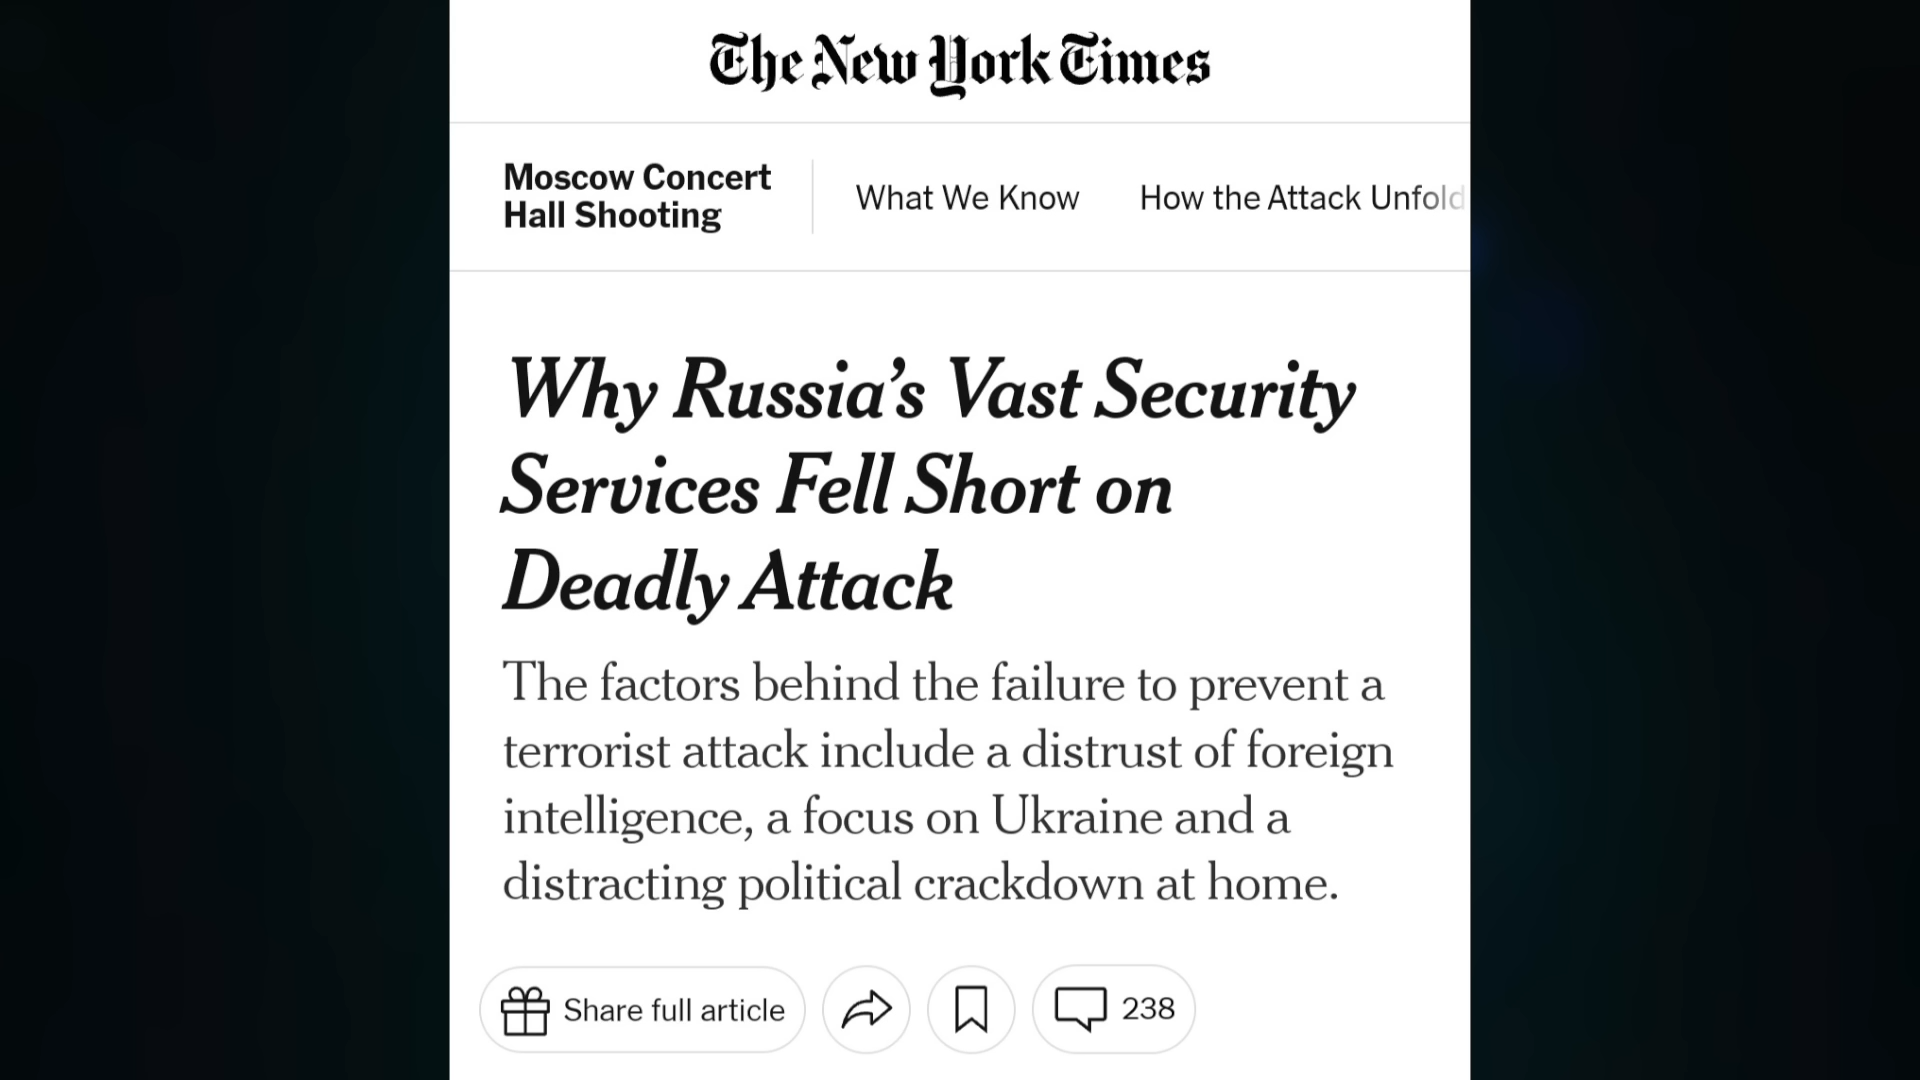 The New York Times
Moscow Concert
Hall Shooting
What We Know
How the Attack Unfold
Why Russia’s Vast Security
Services Fell Short on
Deadly Attack
The factors behind the failure to prevent a
terrorist attack include a distrust of foreign
intelligence, a focus on Ukraine and a
distracting political crackdown at home.
Share full article
238